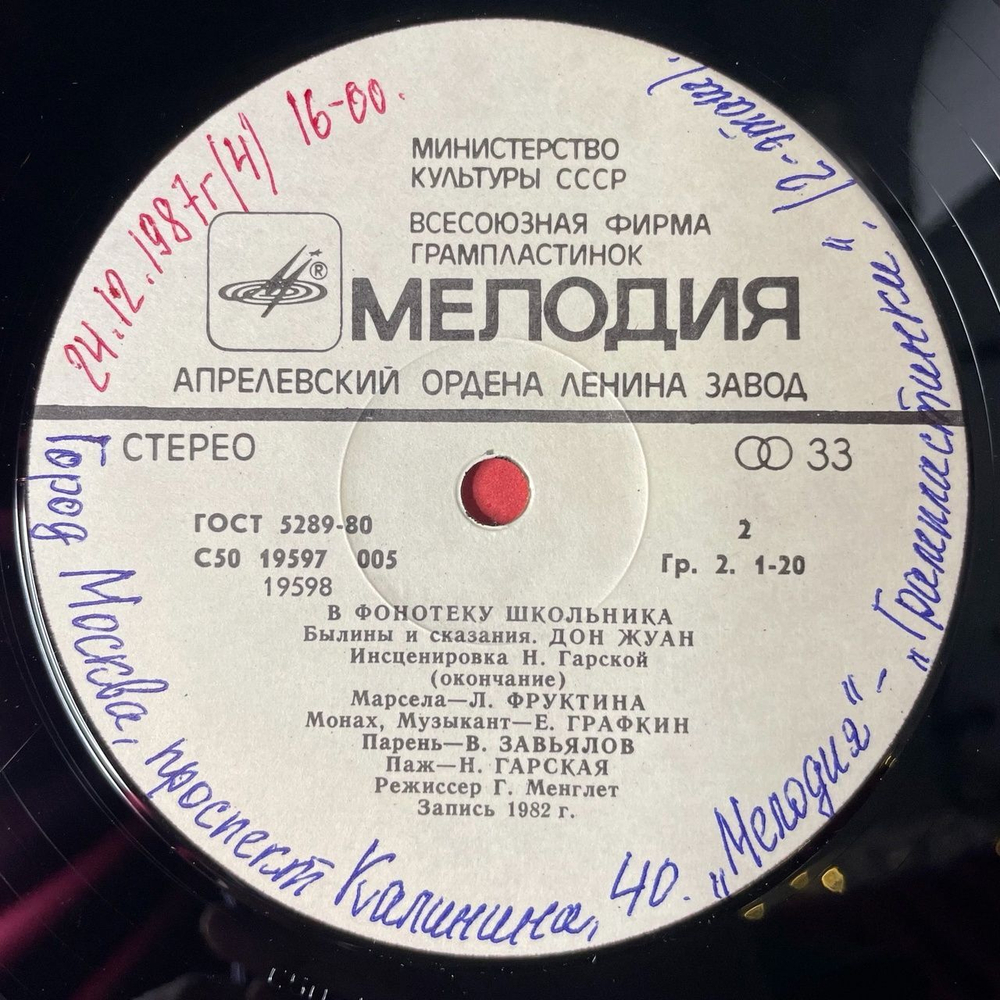 24.12.1987г (4) 16-00.
МИНИСТЕРСТВО
КУЛЬТУРЫ СССР
ВСЕСОЮЗНАЯ ФИРМА
ГРАМПЛАСТИНОК
®
МЕЛОДИЯ
АПРЕЛЕВСКИЙ ОРДЕНА ЛЕНИНА ЗАВОД
СТЕРЕО
33
ГОСТ 5289-80
2
С50 19597 005
Гр. 2. 1-20
19598
В ФОНОТЕКУ ШКОЛЬНИКА
Былины и сказания. ДОН ЖУАН
Инсценировка Н. Гарской
(окончание)
Марсела—Л. ФРУКТИНА
Монах, Музыкант—Е. ГРАФКИН
Парень—В. ЗАВЬЯЛОВ
Паж—Н. ГАРСКАЯ
Режиссер Г. Менглет
Запись 1982 г.
Город Москва, проспект Калинина, 40. „Мелодия" - „Грампластинки", (2-этаж).